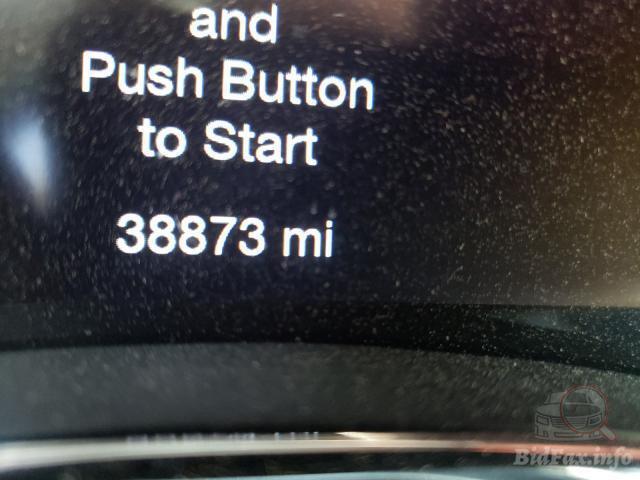 and
Push Button
to Start
38873 mi
BidFax.info